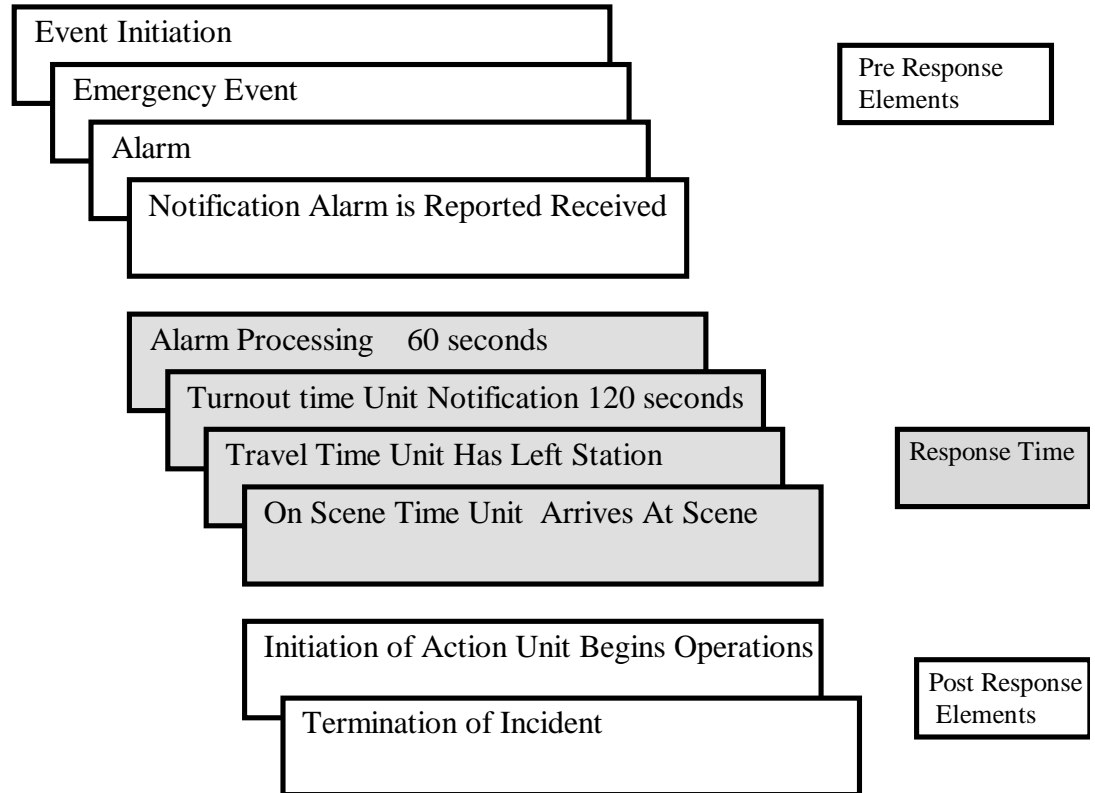 Event Initiation
Emergency Event
Alarm
Notification Alarm is Reported Received
Pre Response
Elements
Alarm Processing 60 seconds
Turnout time Unit Notification 120 seconds
Travel Time Unit Has Left Station
On Scene Time Unit Arrives At Scene
Response Time
Initiation of Action Unit Begins Operations
Termination of Incident
Post Response
Elements